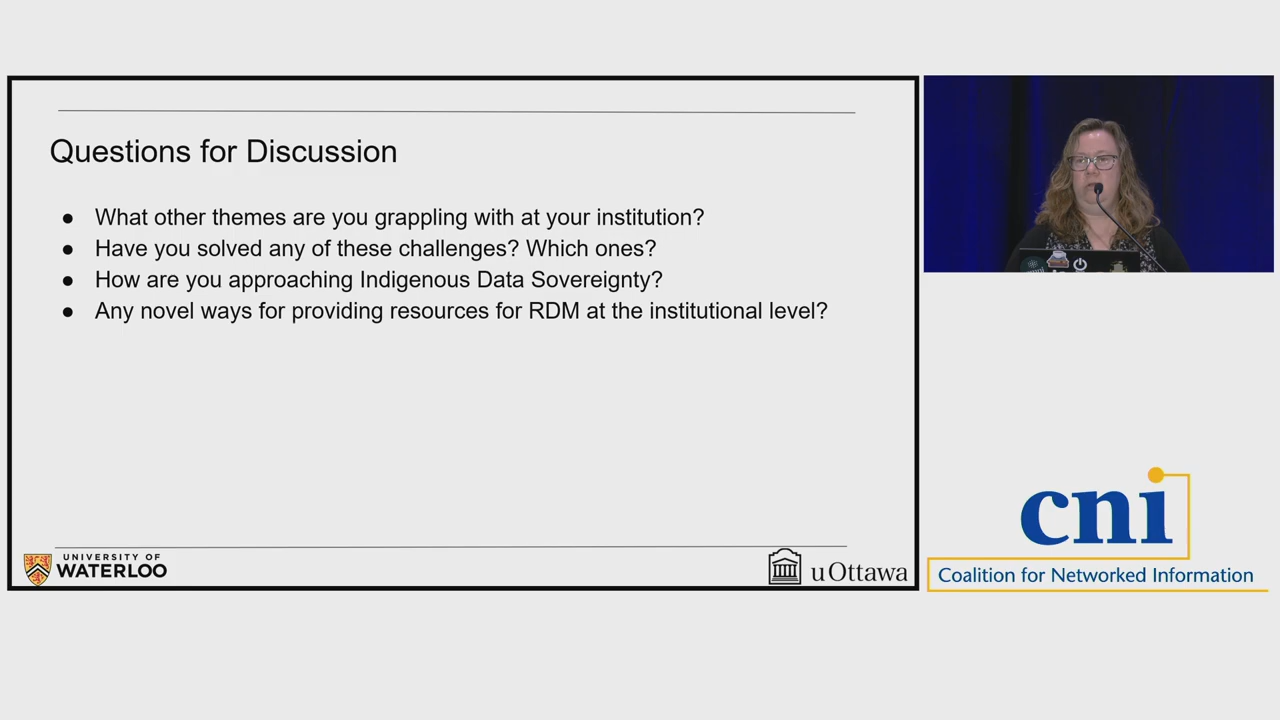 Questions for Discussion
● What other themes are you grappling with at your institution?
● Have you solved any of these challenges? Which ones?
● How are you approaching Indigenous Data Sovereignty?
● Any novel ways for providing resources for RDM at the institutional level?
UNIVERSITY OF
WATERLOO
uOttawa
cni
Coalition for Networked Information